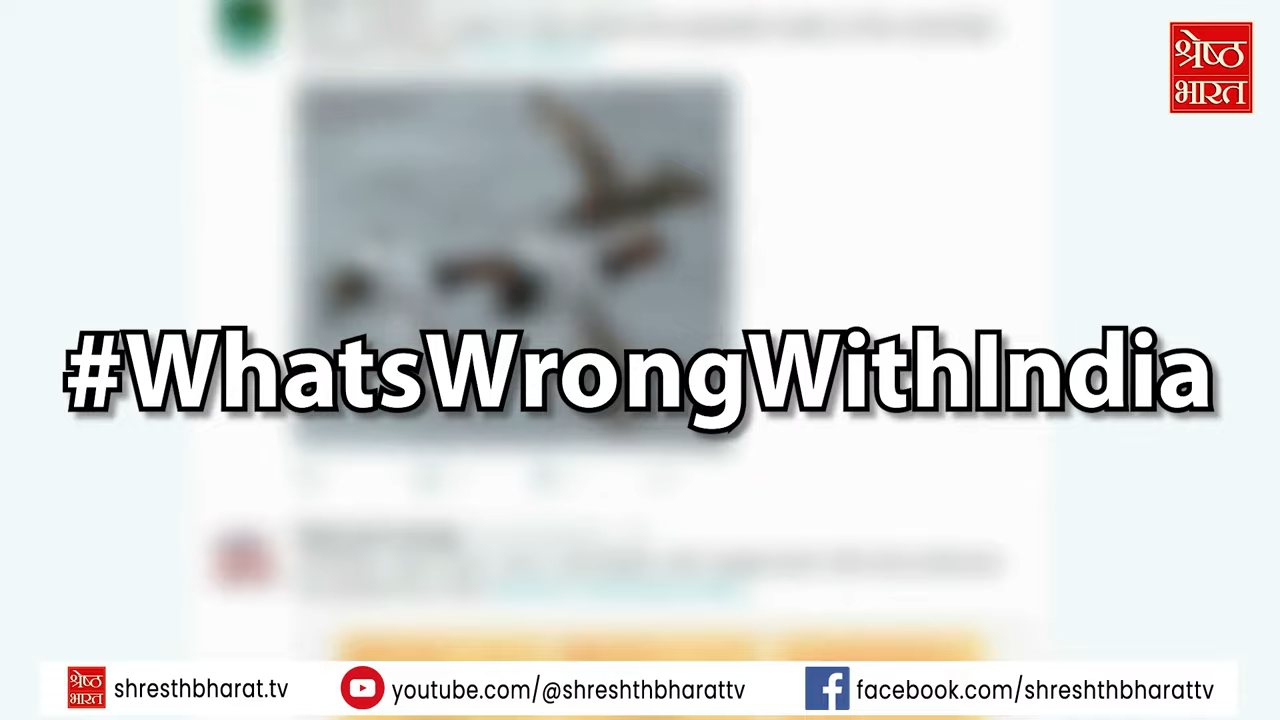 श्रेष्ठ
भारत
#WhatsWrongWithIndia
श्रेष्ठ
भारत
shresthbharat.tv
youtube.com/@shreshthbharattv
facebook.com/shreshthbharattv